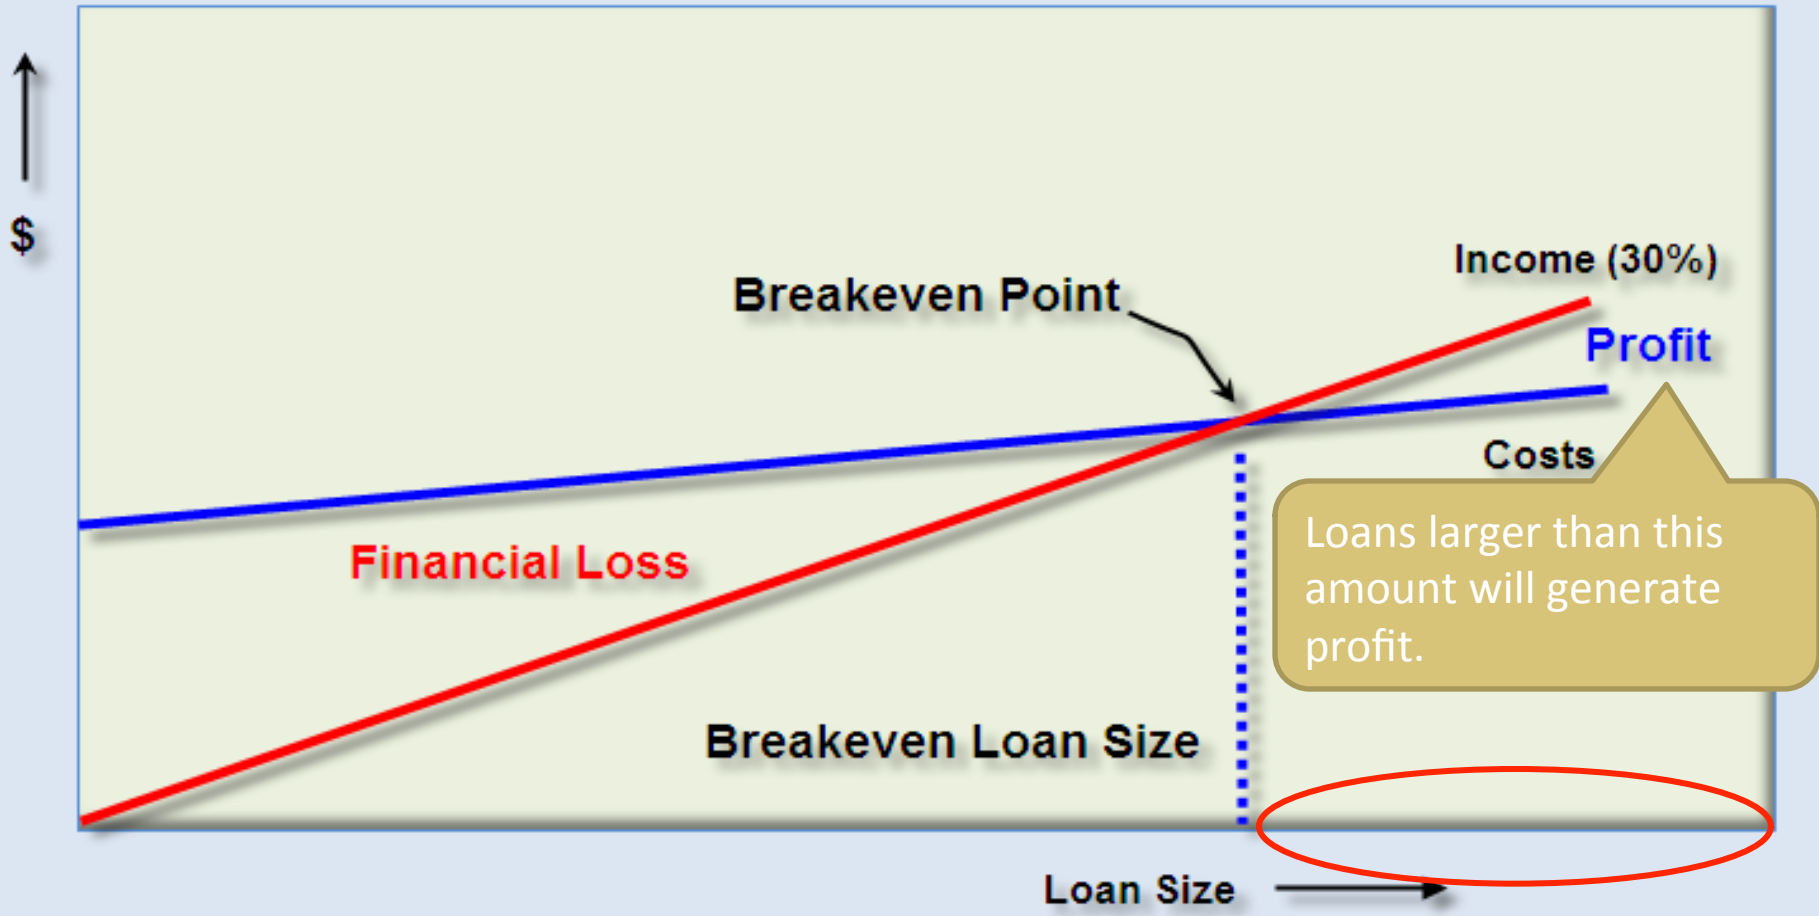 $
Income (30%)
Breakeven Point
Profit
Costs
Loans larger than this
amount will generate
profit.
Financial Loss
Breakeven Loan Size
Loan Size